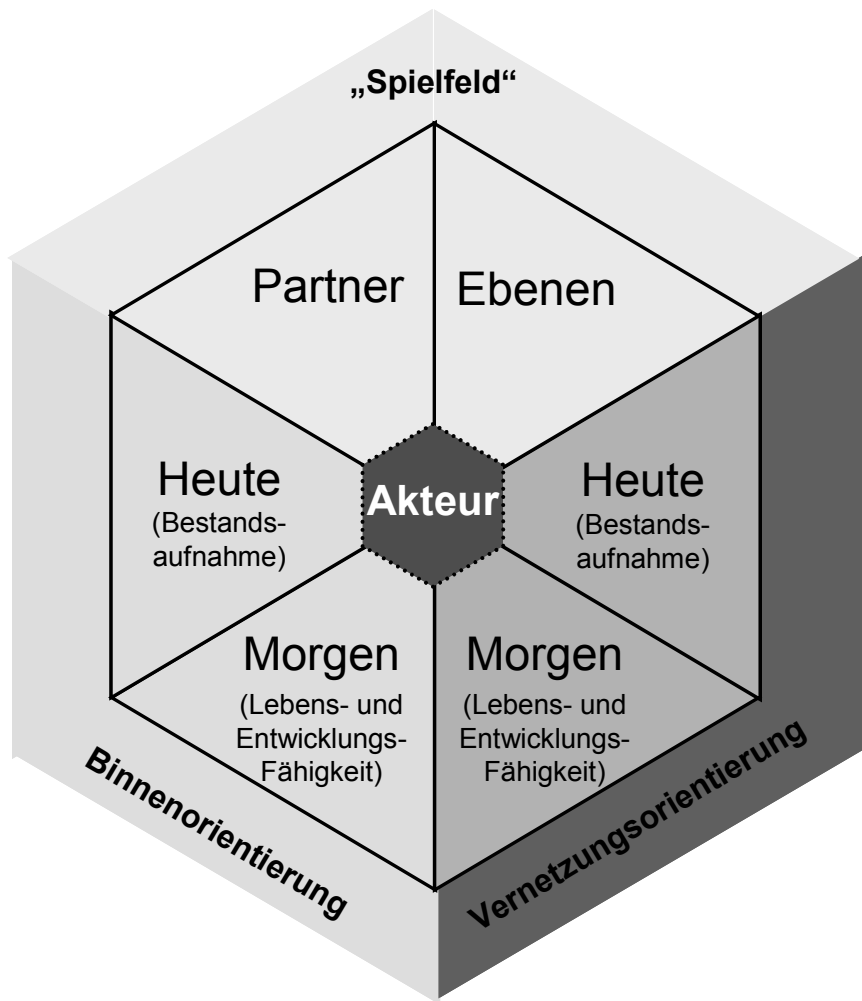 „Spielfeld“
Partner
Ebenen
Heute
(Bestands-
aufnahme)
Akteur
Heute
(Bestands-
aufnahme)
Morgen
(Lebens- und
Entwicklungs-
Fähigkeit)
Morgen
(Lebens- und
Entwicklungs-
Fähigkeit)
Binnenorientierung
Vernetzungsorientierung